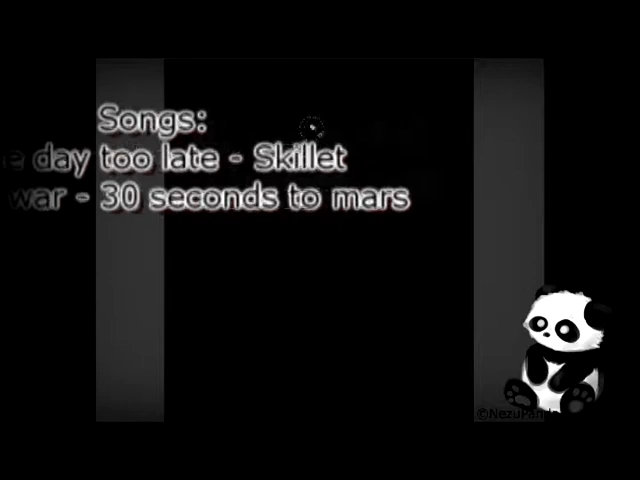 Songs:
e day too late - Skillet
war - 30 seconds to mars
©NezuPanda